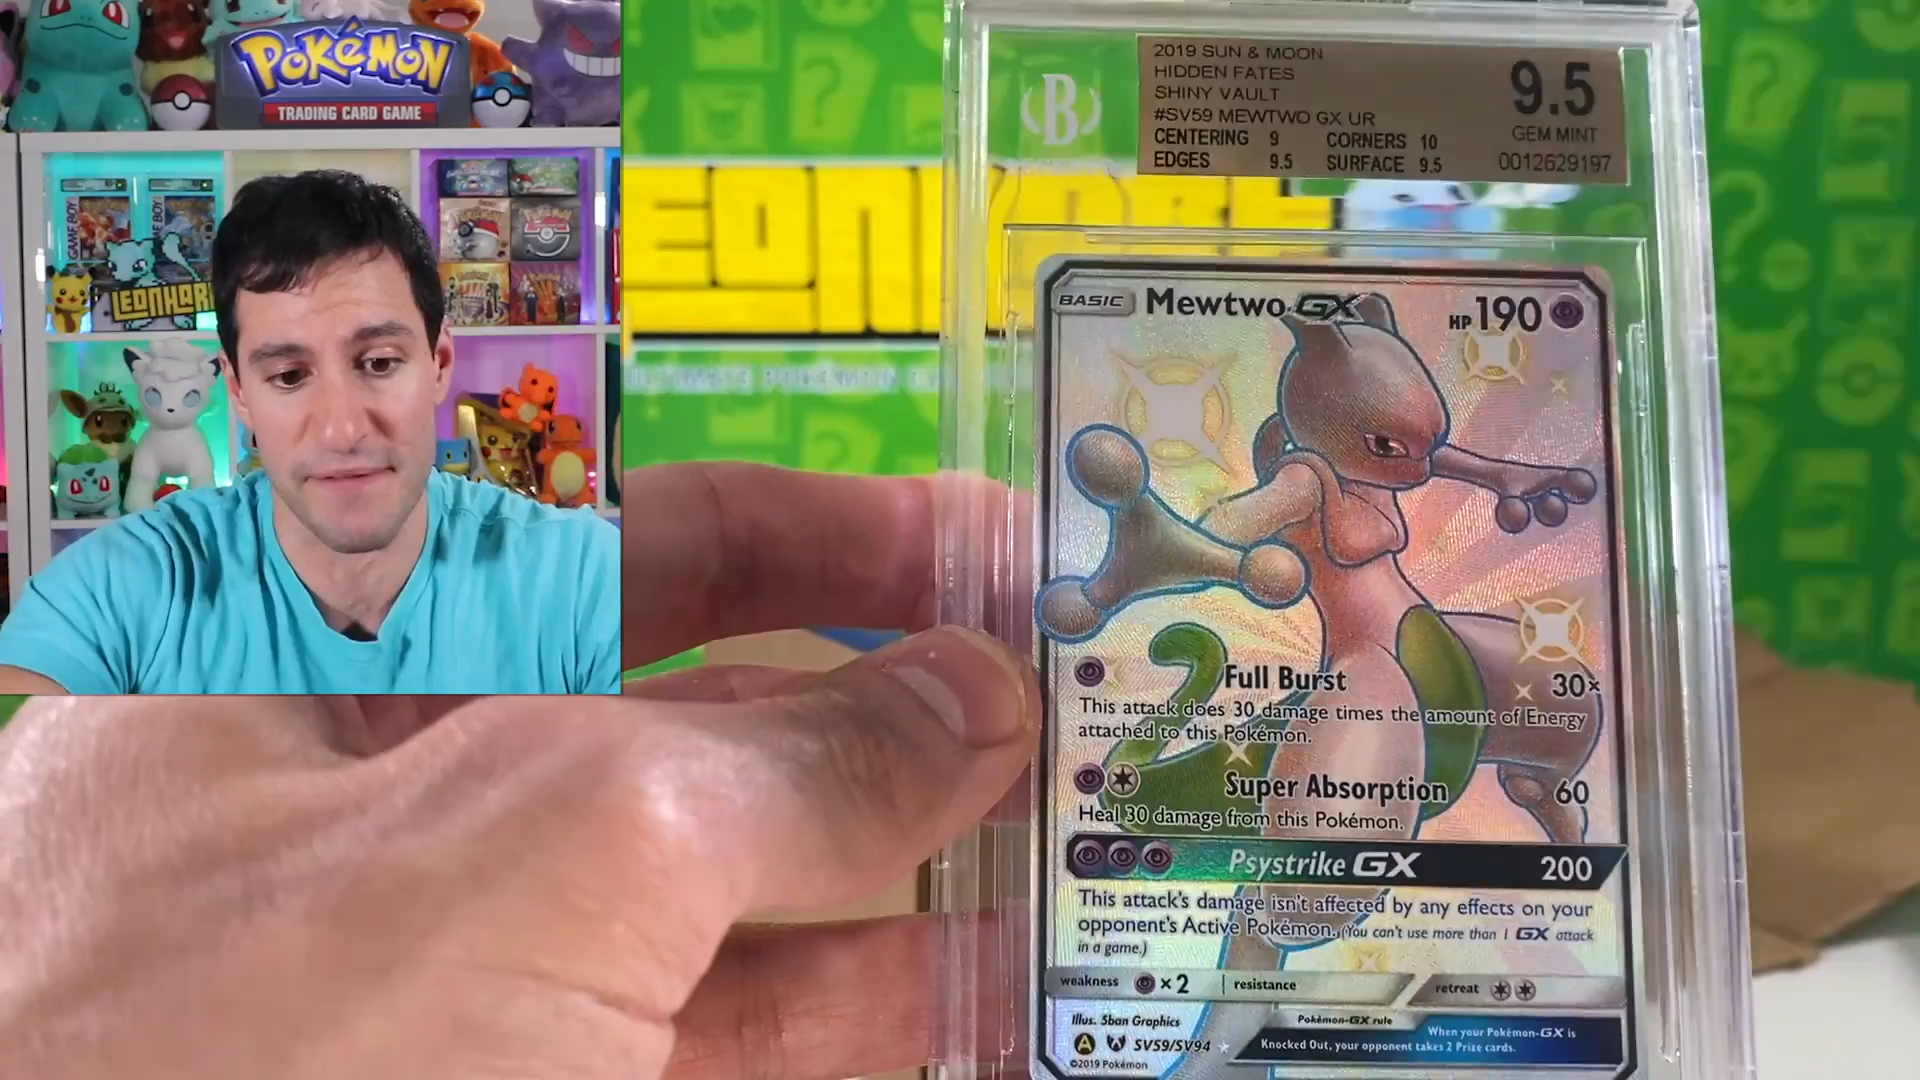 POKéMON
TRADING CARD GAME
GAME BOY
GAME BOY
LEONHAR
EONHART
B
2019 SUN & MOON
HIDDEN FATES
SHINY VAULT
#SV59 MEWTWO GX UR
CENTERING 9 CORNERS 10
EDGES 9.5 SURFACE 9.5
9.5
GEM MINT
0012629197
BASIC Mewtwo GX HP 190
Full Burst 30×
This attack does 30 damage times the amount of Energy
attached to this Pokémon.
Super Absorption 60
Heal 30 damage from this Pokémon.
Psystrike GX 200
This attack's damage isn't affected by any effects on your
opponent's Active Pokémon. (You can't use more than 1 GX attack
in a game.)
weakness ×2 resistance retreat
Illus. 5ban Graphics
A SV59/SV94
©2019 Pokémon
Pokémon-GX rule
When your Pokémon-GX is
Knocked Out, your opponent takes 2 Prize cards.